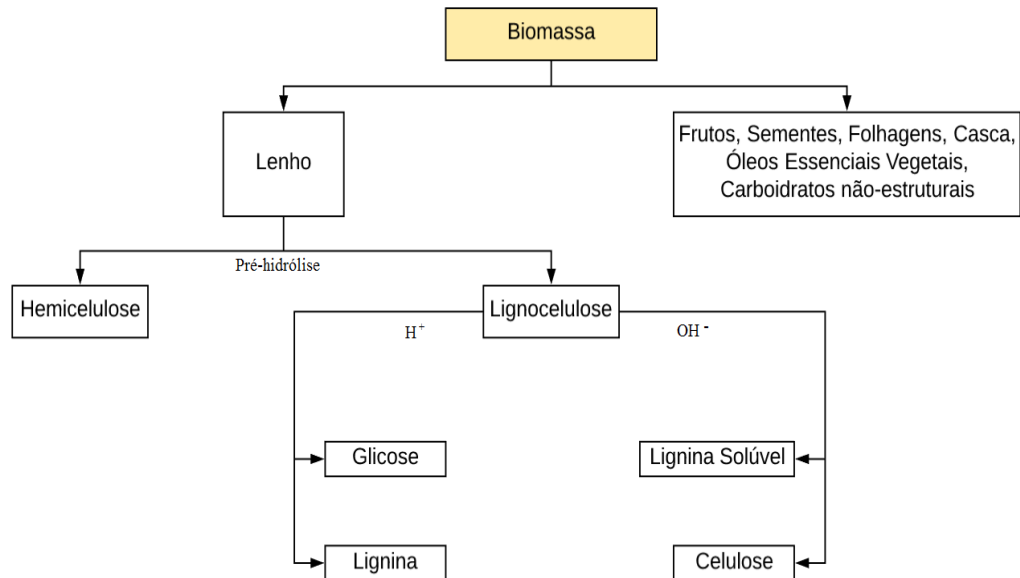 Biomassa
Lenho
Frutos, Sementes, Folhagens, Casca,
Óleos Essenciais Vegetais,
Carboidratos não-estruturais
Pré-hidrólise
Hemicelulose
Lignocelulose
H⁺
OH⁻
Glicose
Lignina Solúvel
Lignina
Celulose